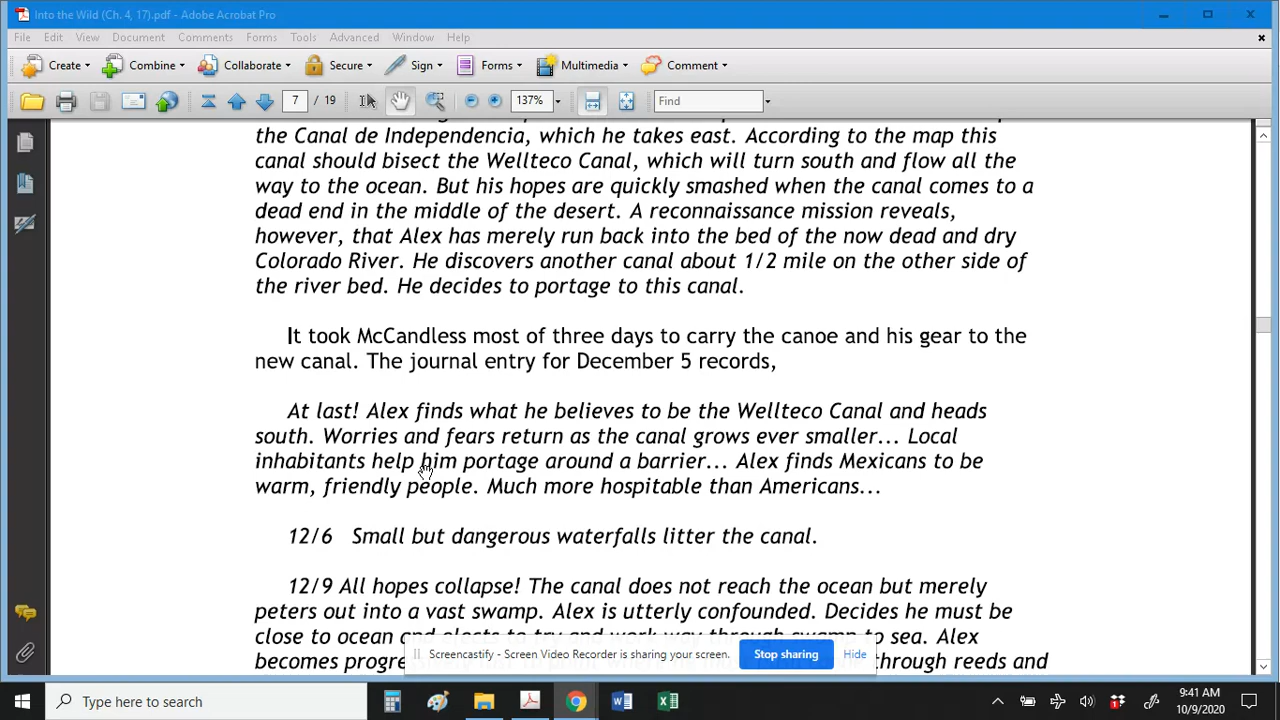 Into the Wild (Ch. 4, 17).pdf - Adobe Acrobat Pro
File Edit View Document Comments Forms Tools Advanced Window Help
Create Combine Collaborate Secure Sign Forms Multimedia Comment
7 / 19 137% Find
the Canal de Independencia, which he takes east. According to the map this
canal should bisect the Wellteco Canal, which will turn south and flow all the
way to the ocean. But his hopes are quickly smashed when the canal comes to a
dead end in the middle of the desert. A reconnaissance mission reveals,
however, that Alex has merely run back into the bed of the now dead and dry
Colorado River. He discovers another canal about 1/2 mile on the other side of
the river bed. He decides to portage to this canal.
It took McCandless most of three days to carry the canoe and his gear to the
new canal. The journal entry for December 5 records,
At last! Alex finds what he believes to be the Wellteco Canal and heads
south. Worries and fears return as the canal grows ever smaller... Local
inhabitants help him portage around a barrier... Alex finds Mexicans to be
warm, friendly people. Much more hospitable than Americans...
12/6 Small but dangerous waterfalls litter the canal.
12/9 All hopes collapse! The canal does not reach the ocean but merely
peters out into a vast swamp. Alex is utterly confounded. Decides he must be
close to ocean and elects to try and work way through swamp to sea. Alex
becomes through reeds and
Screencastify - Screen Video Recorder is sharing your screen. Stop sharing Hide
Type here to search
9:41 AM
10/9/2020